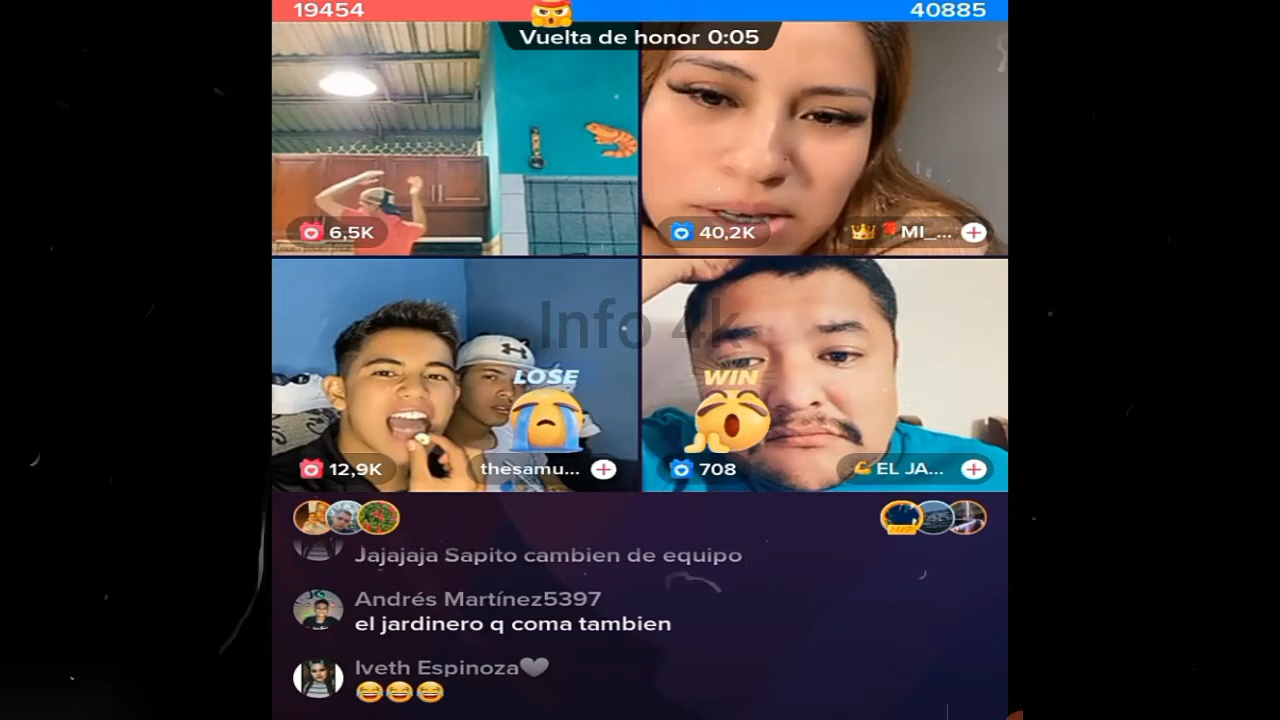 19454
40885
Vuelta de honor 0:05
6,5K
40,2K
MI_...
Info 4k
LOSE
WIN
12,9K
thesamu...
708
EL JA...
Jajajaja Sapito cambien de equipo
Andrés Martínez5397
el jardinero q coma tambien
Iveth Espinoza